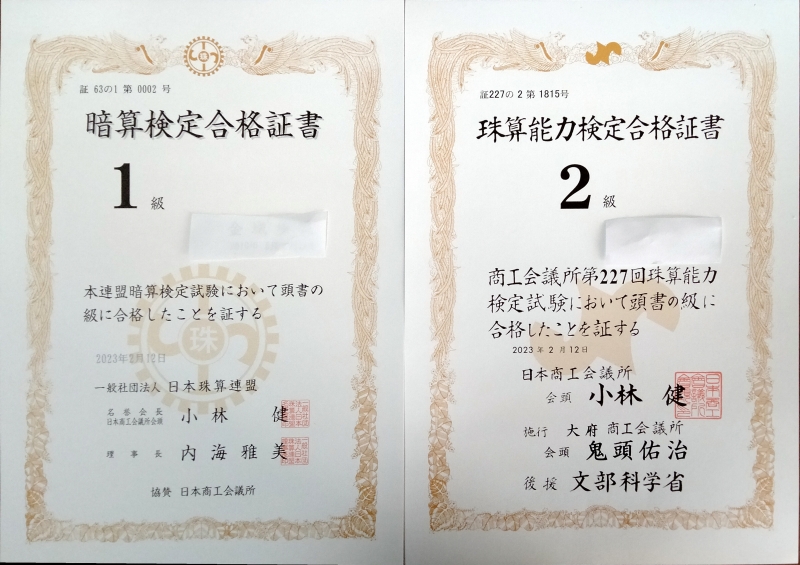 証 63の1 第 0002 号
暗算検定合格証書
1級
本連盟暗算検定試験において頭書の
級に合格したことを証する
2023年2月12日
一般社団法人 日本珠算連盟
名誉会長
日本商工会議所会頭 小林 健
理事長 内海雅美
協賛 日本商工会議所
珠
珠
証227の2第1815号
珠算能力検定合格証書
2級
商工会議所第227回珠算能力
検定試験において頭書の級に
合格したことを証する
2023年2月12日
日本商工会議所
会頭 小林 健
施行 大府商工会議所
会頭 鬼頭佑治
後援 文部科学省